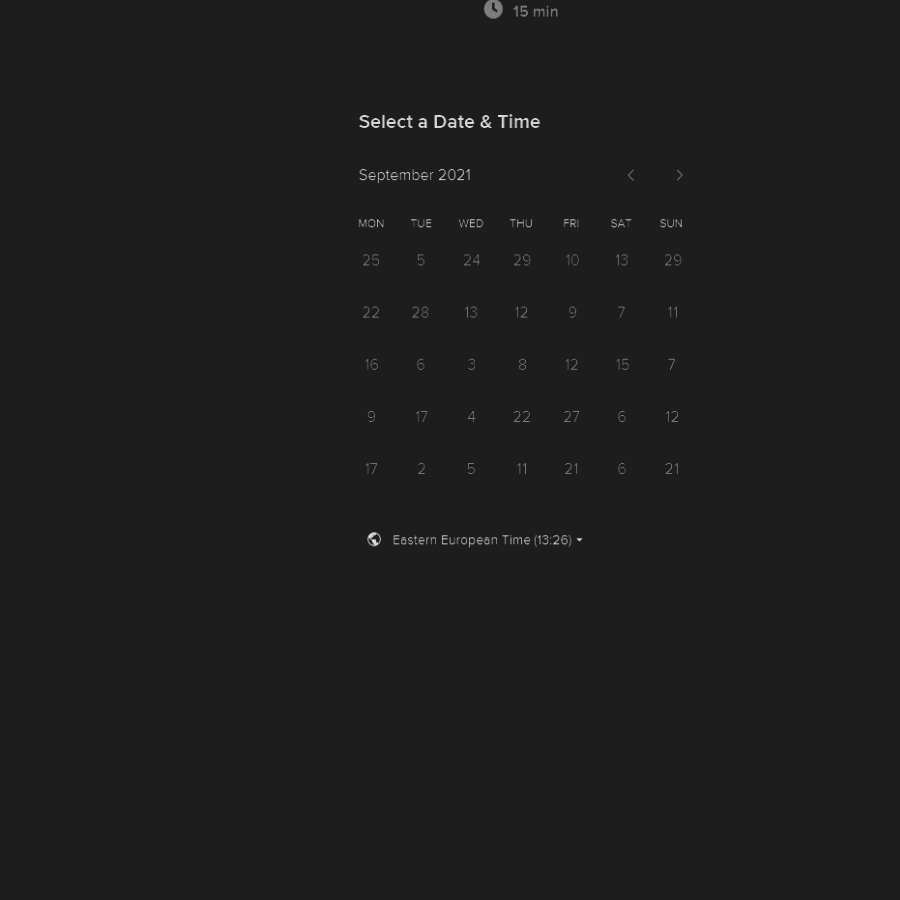 15 min
Select a Date & Time
September 2021
MON TUE WED THU FRI SAT SUN
25 5 24 29 10 13 29
22 28 13 12 9 7 11
16 6 3 8 12 15 7
9 17 4 22 27 6 12
17 2 5 11 21 6 21
Eastern European Time (13:26)